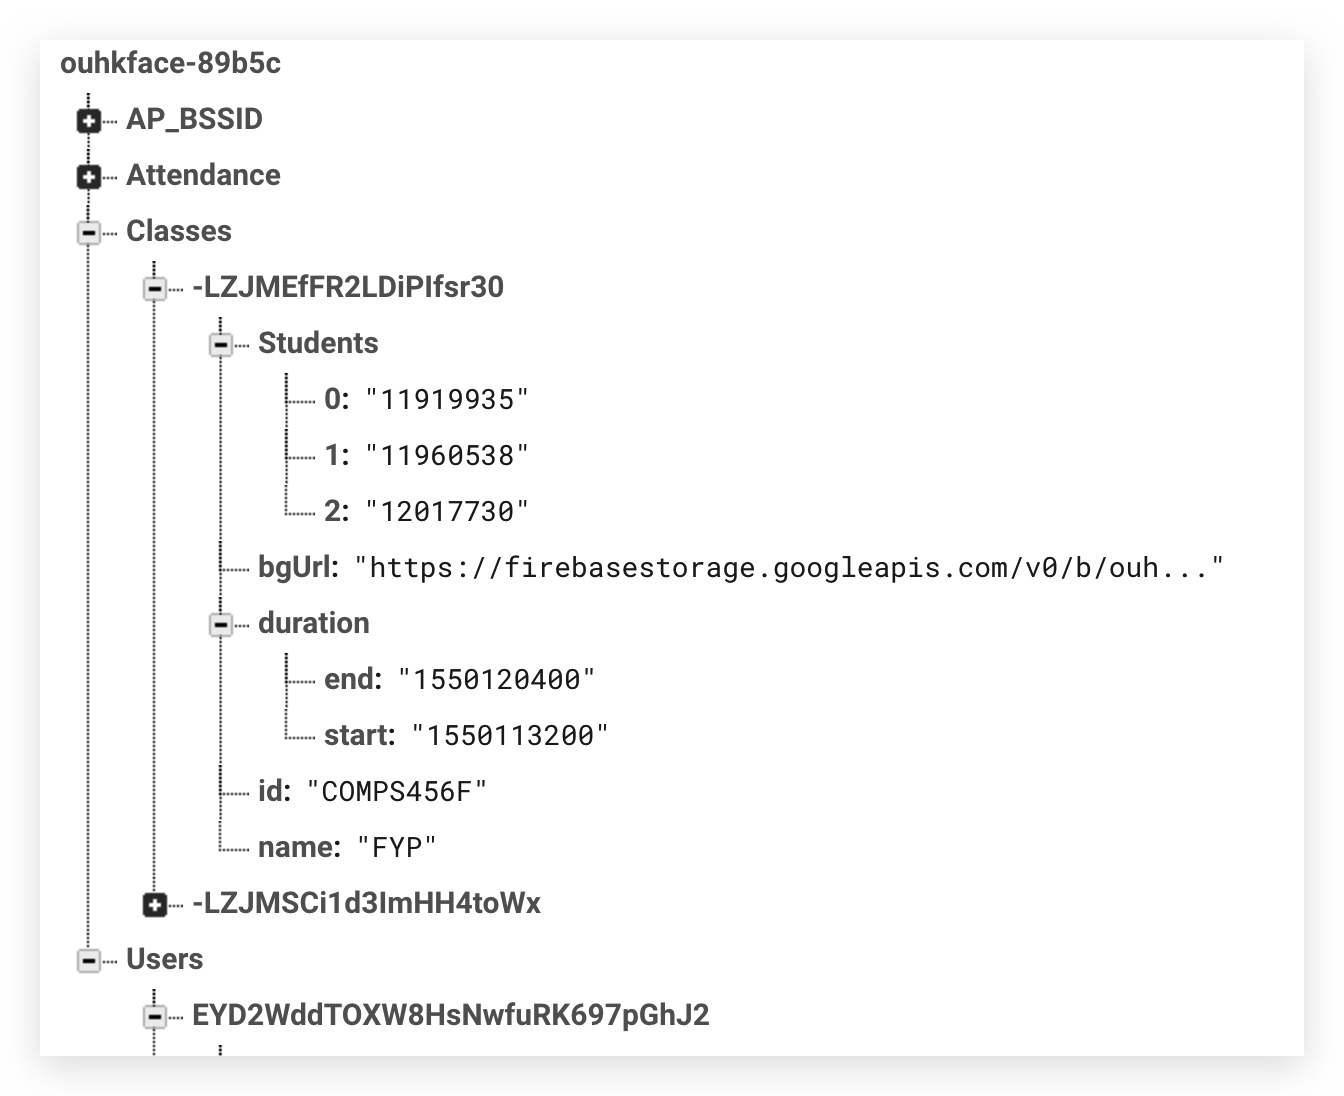 ouhkface-89b5c
AP_BSSID
Attendance
Classes
-LZJMEfFR2LDiPIfsr30
Students
0: "11919935"
1: "11960538"
2: "12017730"
bgUrl: "https://firebasestorage.googleapis.com/v0/b/ouh..."
duration
end: "1550120400"
start: "1550113200"
id: "COMPS456F"
name: "FYP"
-LZJMSCi1d3ImHH4toWx
Users
EYD2WddTOXW8HsNwfuRK697pGhJ2